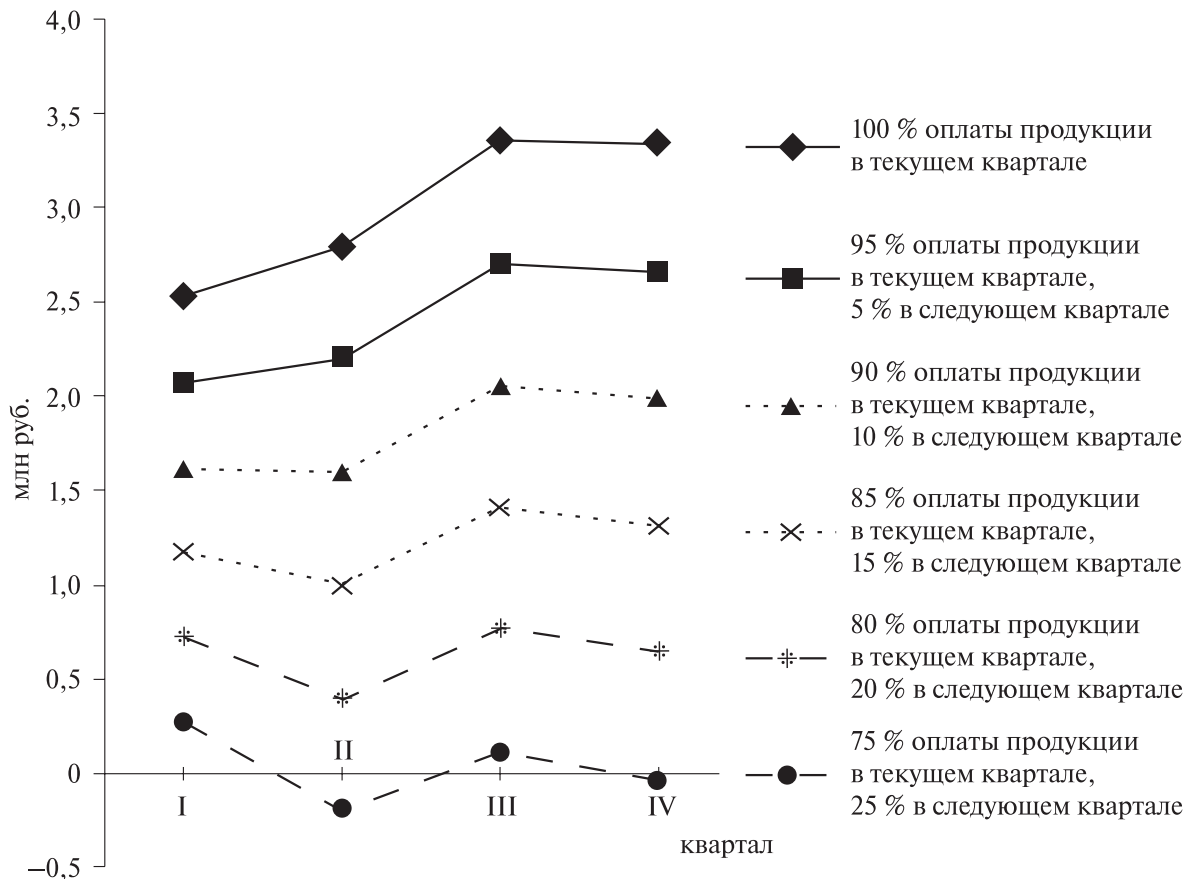 4,0
3,5
3,0
2,5
2,0
1,5
1,0
0,5
0
–0,5
млн руб.
I
II
III
IV
квартал
100 % оплаты продукции
в текущем квартале
95 % оплаты продукции
в текущем квартале,
5 % в следующем квартале
90 % оплаты продукции
в текущем квартале,
10 % в следующем квартале
85 % оплаты продукции
в текущем квартале,
15 % в следующем квартале
80 % оплаты продукции
в текущем квартале,
20 % в следующем квартале
75 % оплаты продукции
в текущем квартале,
25 % в следующем квартале